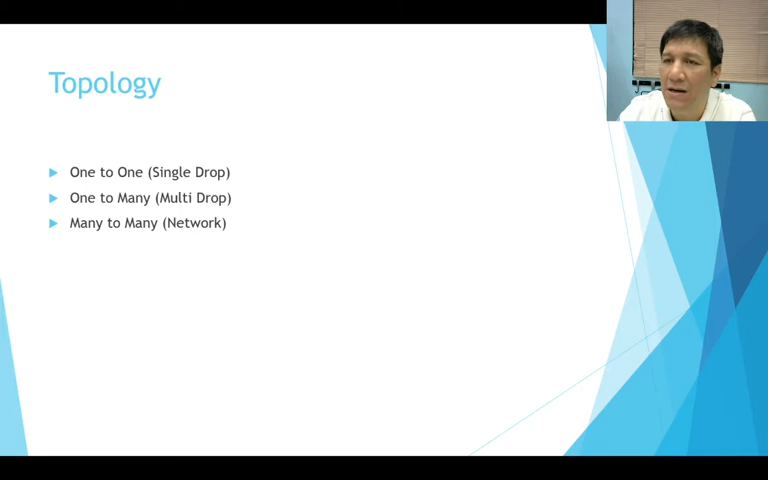 Topology
One to One (Single Drop)
One to Many (Multi Drop)
Many to Many (Network)